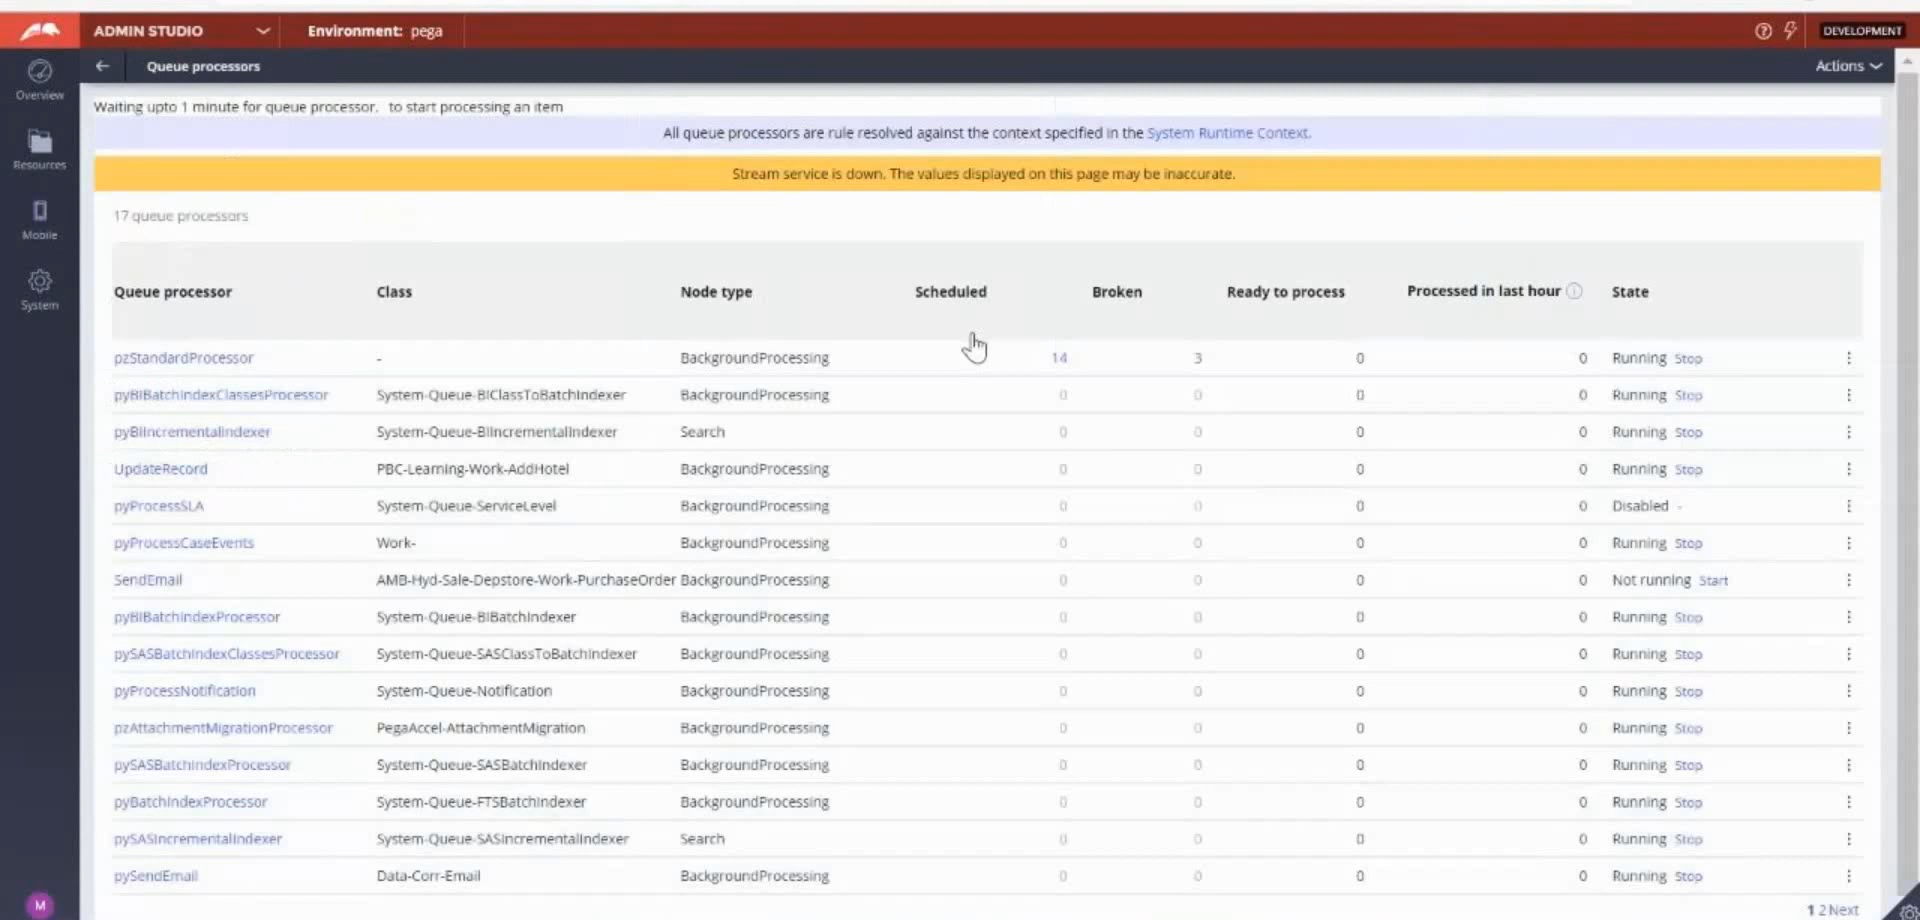 ADMIN STUDIO Environment: pega DEVELOPMENT
Overview
Resources
Mobile
System
Queue processors Actions
Waiting upto 1 minute for queue processor. to start processing an item
All queue processors are rule resolved against the context specified in the System Runtime Context.
Stream service is down. The values displayed on this page may be inaccurate.
17 queue processors
Queue processor Class Node type Scheduled Broken Ready to process Processed in last hour State
pzStandardProcessor - BackgroundProcessing 14 3 0 0 Running Stop
pyBIBatchIndexClassesProcessor System-Queue-BIClassToBatchIndexer BackgroundProcessing 0 0 0 0 Running Stop
pyBIIncrementalIndexer System-Queue-BIIncrementalIndexer Search 0 0 0 0 Running Stop
UpdateRecord PBC-Learning-Work-AddHotel BackgroundProcessing 0 0 0 0 Running Stop
pyProcessSLA System-Queue-ServiceLevel BackgroundProcessing 0 0 0 0 Disabled -
pyProcessCaseEvents Work- BackgroundProcessing 0 0 0 0 Running Stop
SendEmail AMB-Hyd-Sale-Depstore-Work-PurchaseOrder BackgroundProcessing 0 0 0 0 Not running Start
pyBIBatchIndexProcessor System-Queue-BIBatchIndexer BackgroundProcessing 0 0 0 0 Running Stop
pySASBatchIndexClassesProcessor System-Queue-SASClassToBatchIndexer BackgroundProcessing 0 0 0 0 Running Stop
pyProcessNotification System-Queue-Notification BackgroundProcessing 0 0 0 0 Running Stop
pzAttachmentMigrationProcessor PegaAccel-AttachmentMigration BackgroundProcessing 0 0 0 0 Running Stop
pySASBatchIndexProcessor System-Queue-SASBatchIndexer BackgroundProcessing 0 0 0 0 Running Stop
pyBatchIndexProcessor System-Queue-FTSBatchIndexer BackgroundProcessing 0 0 0 0 Running Stop
pySASIncrementalIndexer System-Queue-SASIncrementalIndexer Search 0 0 0 0 Running Stop
pySendEmail Data-Corr-Email BackgroundProcessing 0 0 0 0 Running Stop
M
1 2 Next